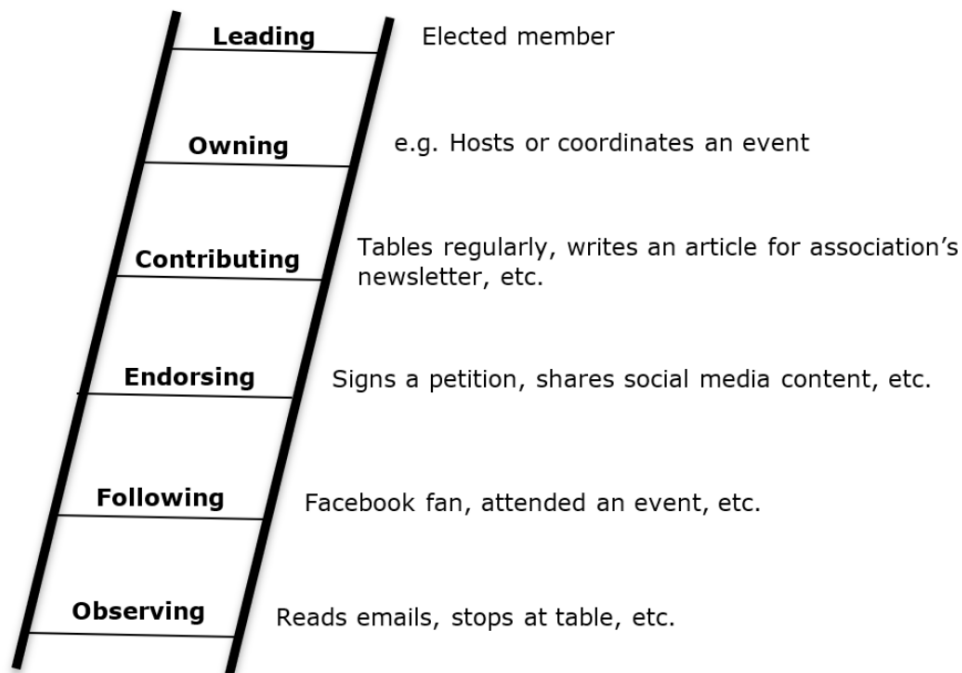 Leading
Elected member
Owning
e.g. Hosts or coordinates an event
Contributing
Tables regularly, writes an article for association’s
newsletter, etc.
Endorsing
Signs a petition, shares social media content, etc.
Following
Facebook fan, attended an event, etc.
Observing
Reads emails, stops at table, etc.